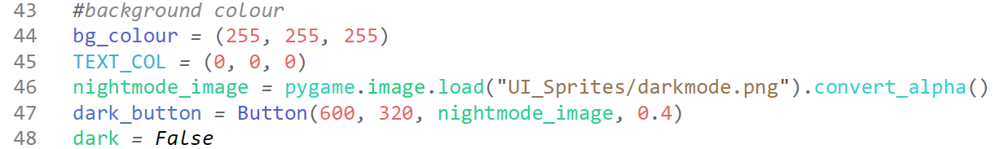 43 #background colour
44 bg_colour = (255, 255, 255)
45 TEXT_COL = (0, 0, 0)
46 nightmode_image = pygame.image.load("UI_Sprites/darkmode.png").convert_alpha()
47 dark_button = Button(600, 320, nightmode_image, 0.4)
48 dark = False